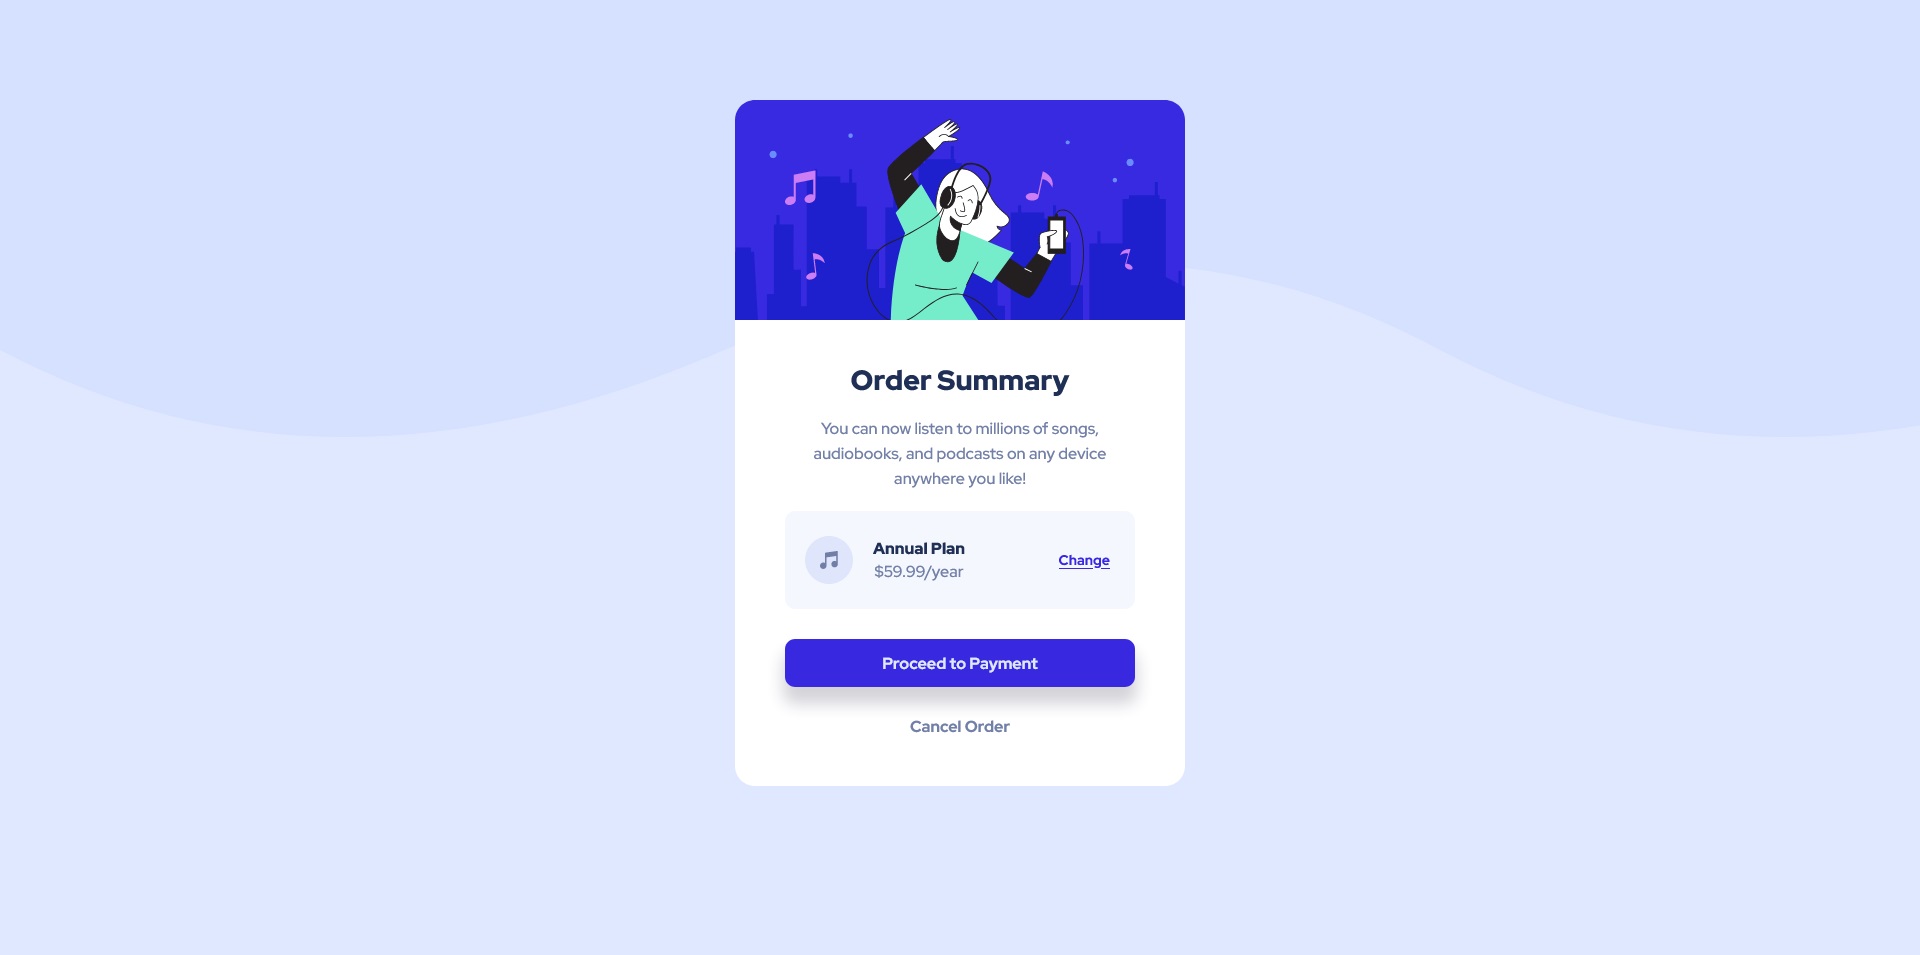 Order Summary
You can now listen to millions of songs,
audiobooks, and podcasts on any device
anywhere you like!
Annual Plan
$59.99/year
Change
Proceed to Payment
Cancel Order